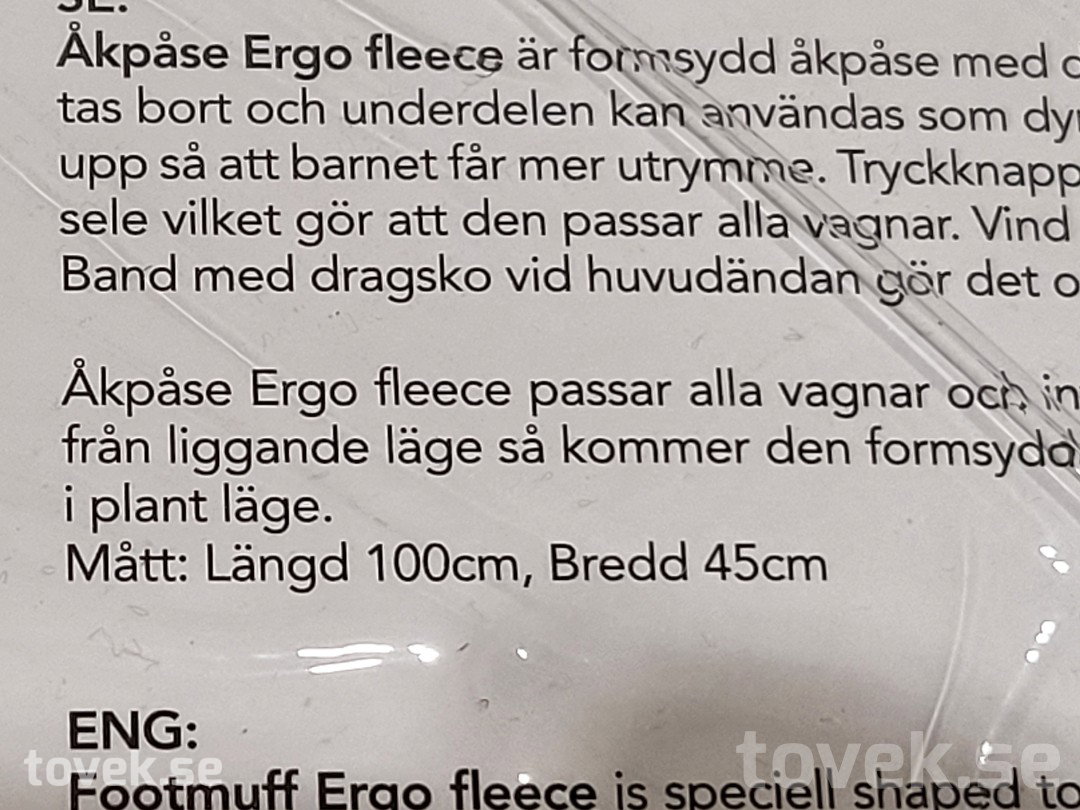 SE:
Åkpåse Ergo fleece är formsydd åkpåse med
tas bort och underdelen kan användas som
upp så att barnet får mer utrymme. Tryckknapp
sele vilket gör att den passar alla vagnar. Vind
Band med dragsko vid huvudändan gör det
Åkpåse Ergo fleece passar alla vagnar och in
från liggande läge så kommer den formsydd
i plant läge.
Mått: Längd 100cm, Bredd 45cm
ENG:
Footmuff Ergo fleece is speciell shaped to
tovek.se
tovek.se